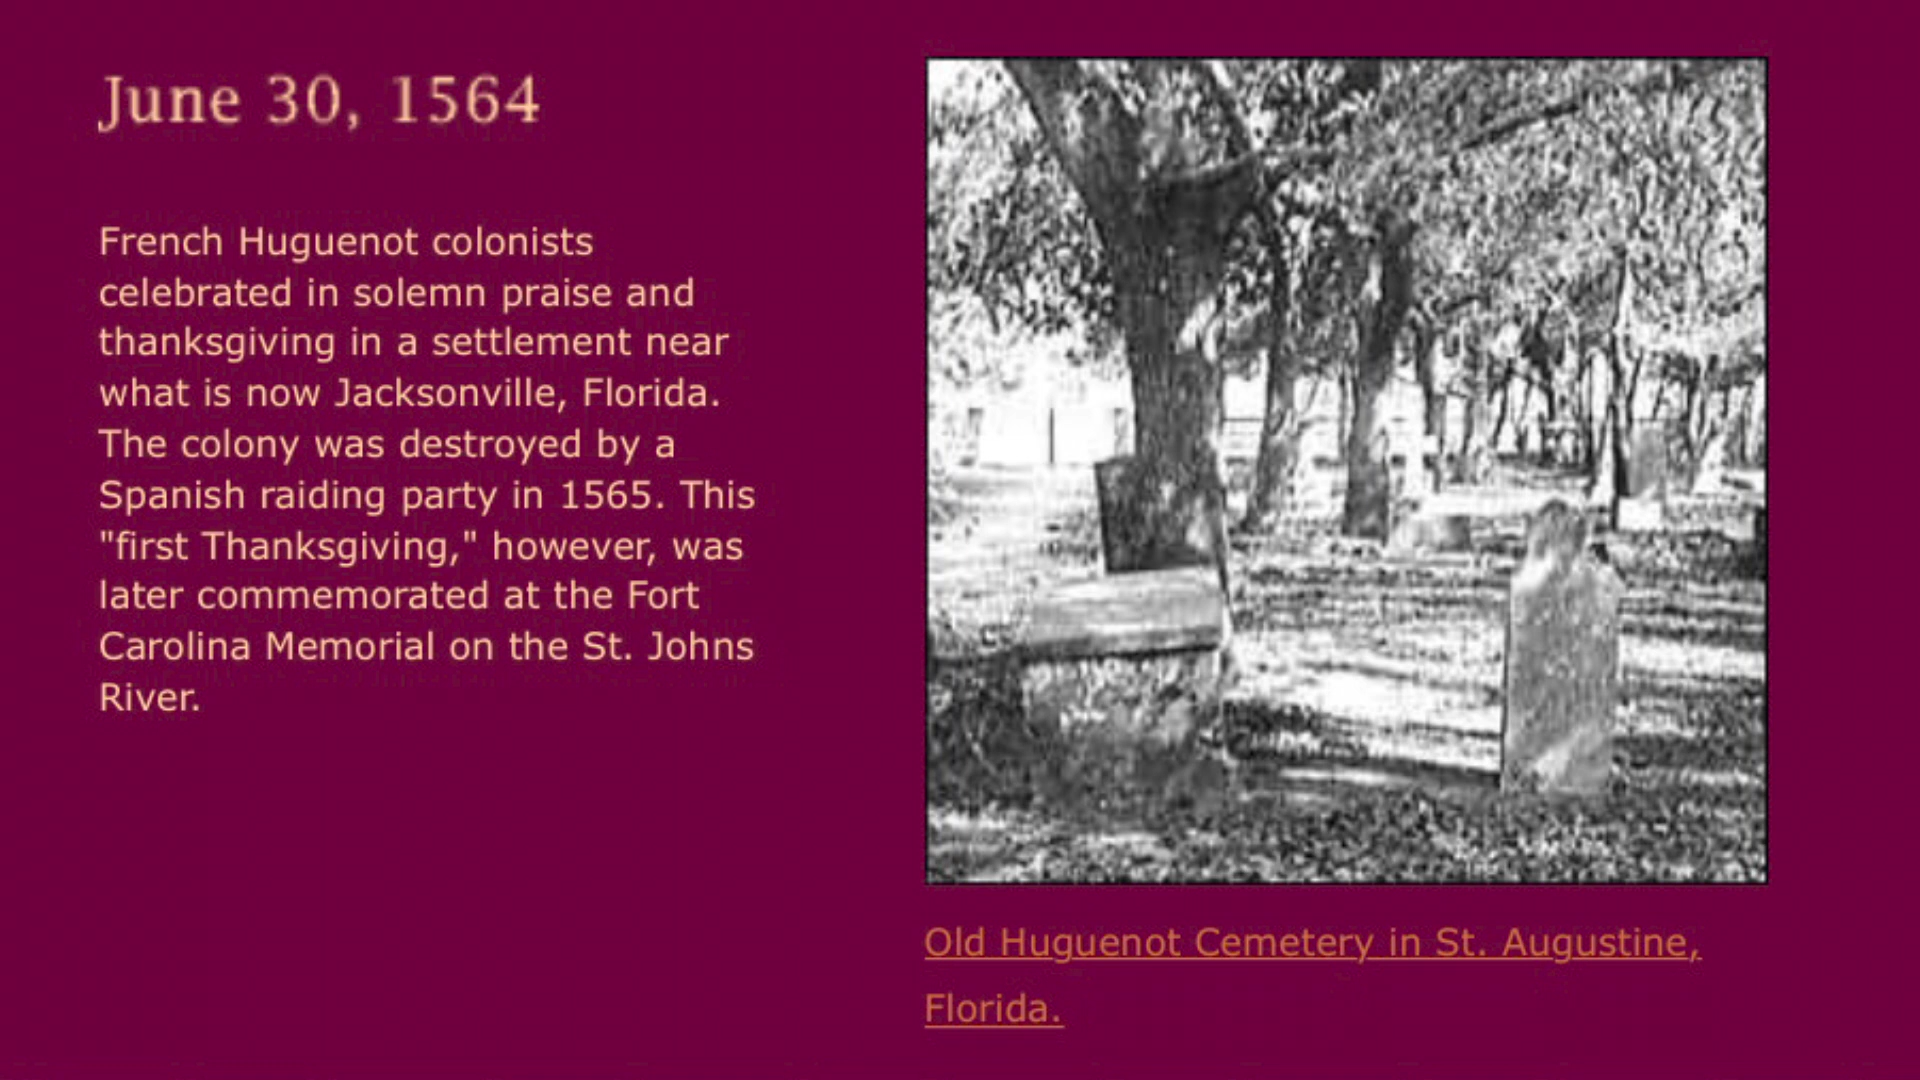 June 30, 1564
French Huguenot colonists
celebrated in solemn praise and
thanksgiving in a settlement near
what is now Jacksonville, Florida.
The colony was destroyed by a
Spanish raiding party in 1565. This
"first Thanksgiving," however, was
later commemorated at the Fort
Carolina Memorial on the St. Johns
River.
Old Huguenot Cemetery in St. Augustine,
Florida.